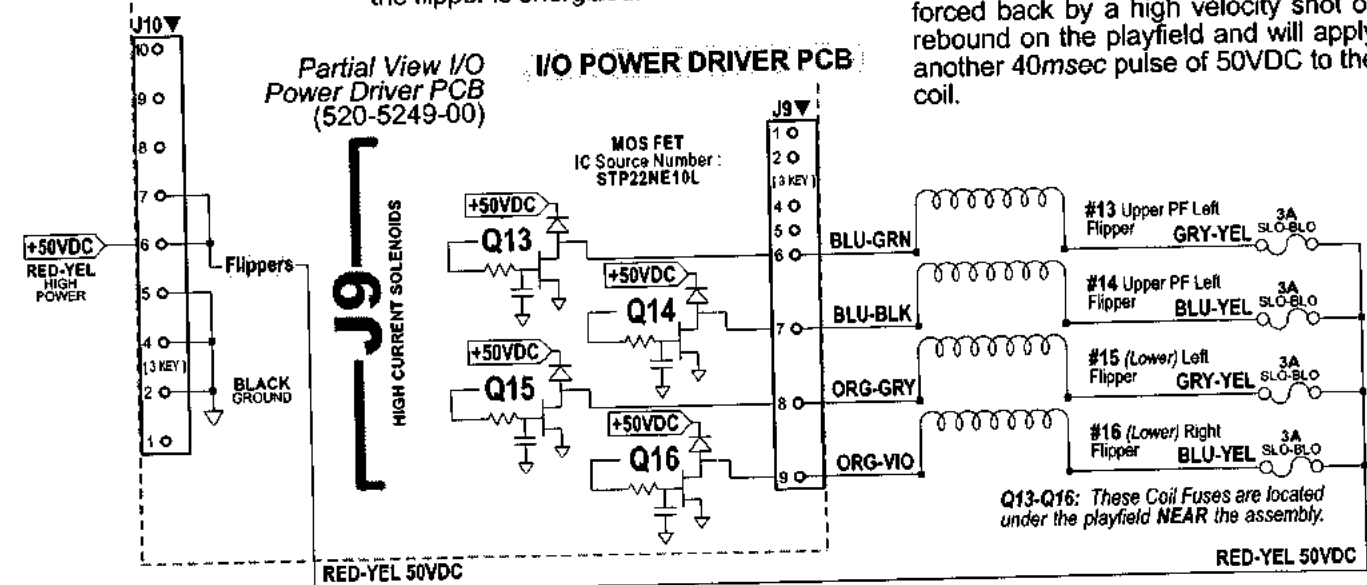 the flipper is energized.
forced back by a high velocity shot o
rebound on the playfield and will apply
another 40msec pulse of 50VDC to the
coil.
J10▼
10
9
8
7
6
5
4
(3 KEY)
2
1
+50VDC
RED-YEL
HIGH
POWER
Flippers
BLACK
GROUND
Partial View I/O
Power Driver PCB
(520-5249-00)
I/O POWER DRIVER PCB
J9
HIGH CURRENT SOLENOIDS
MOS FET
IC Source Number :
STP22NE10L
+50VDC
Q13
+50VDC
Q14
+50VDC
Q15
+50VDC
Q16
J9▼
1
2
(3 KEY)
4
5
6
7
8
9
BLU-GRN
BLU-BLK
ORG-GRY
ORG-VIO
#13 Upper PF Left
Flipper
GRY-YEL
3A
SLO-BLO
#14 Upper PF Left
Flipper
BLU-YEL
3A
SLO-BLO
#15 (Lower) Left
Flipper
GRY-YEL
3A
SLO-BLO
#16 (Lower) Right
Flipper
BLU-YEL
3A
SLO-BLO
Q13-Q16: These Coil Fuses are located
under the playfield NEAR the assembly.
RED-YEL 50VDC
RED-YEL 50VDC